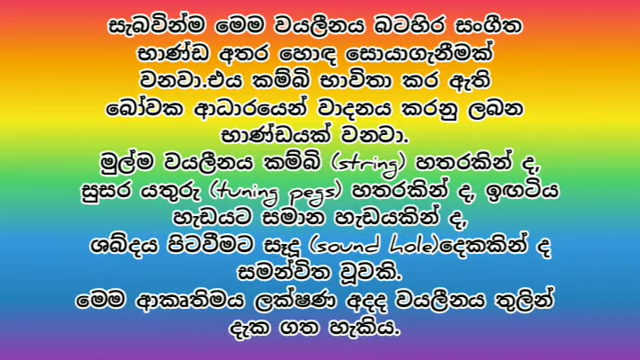 සැබවින්ම මෙම වයලීනය බටහිර සංගීත
භාණ්ඩ අතර හොඳ සොයාගැනීමක්
වනවා.එය කම්බි භාවිතා කර ඇති
බෝවක ආධාරයෙන් වාදනය කරනු ලබන
භාණ්ඩයක් වනවා.
මුල්ම වයලීනය කම්බි (string) හතරකින් ද,
සුසර යතුරු (tuning pegs) හතරකින් ද, ඉඟටිය
හැඩයට සමාන හැඩයකින් ද,
ශබ්දය පිටවීමට සෑදූ (sound hole)දෙකකින් ද
සමන්විත වූවකි.
මෙම ආකෘතිමය ලක්ෂණ අදද වයලීනය තුලින්
දැක ගත හැකිය.